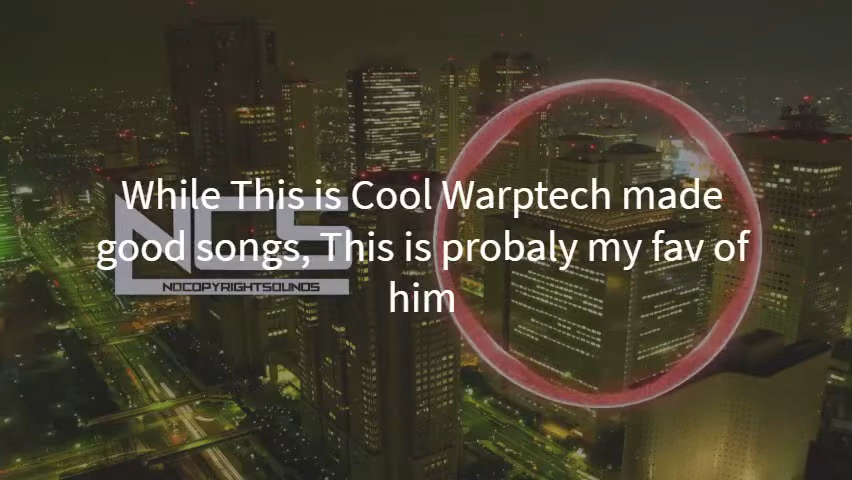 While This is Cool Warptech made
good songs, This is probaly my fav of
him
NCS
NOCOPYRIGHTSOUNDS